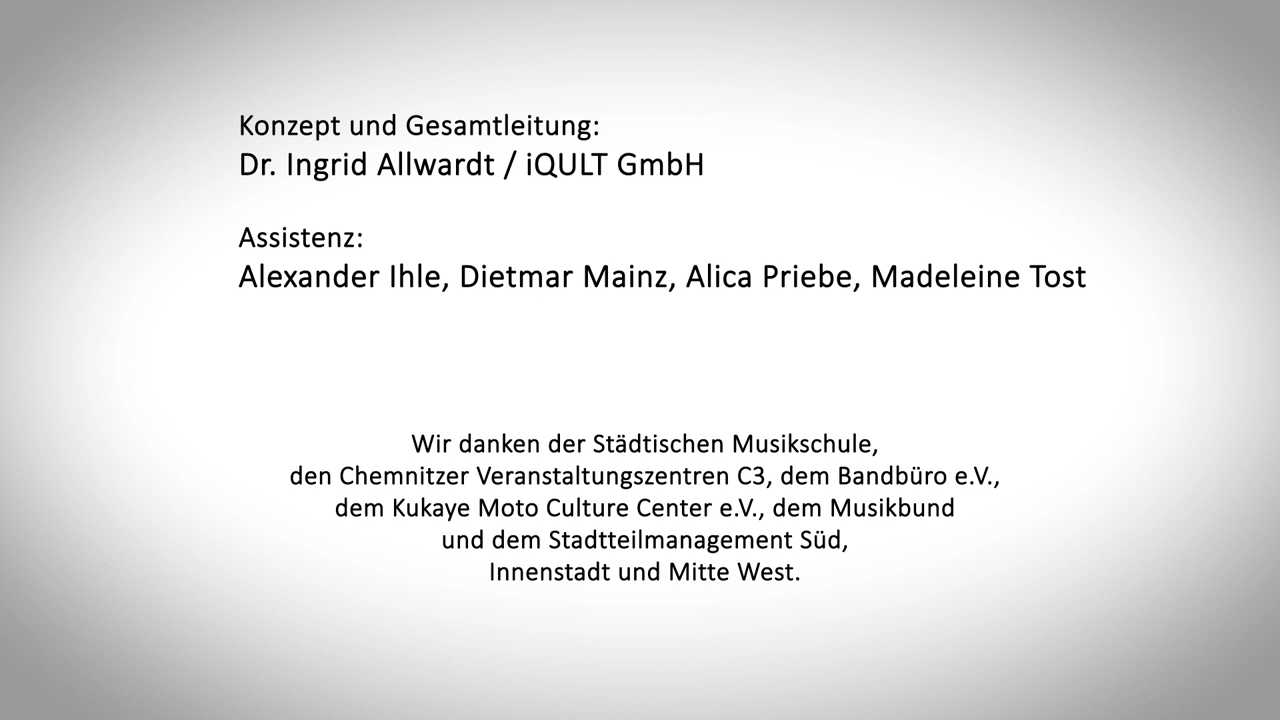 Konzept und Gesamtleitung:
Dr. Ingrid Allwardt / iQULT GmbH
Assistenz:
Alexander Ihle, Dietmar Mainz, Alica Priebe, Madeleine Tost
Wir danken der Städtischen Musikschule,
den Chemnitzer Veranstaltungszentren C3, dem Bandbüro e.V.,
dem Kukaye Moto Culture Center e.V., dem Musikbund
und dem Stadtteilmanagement Süd,
Innenstadt und Mitte West.